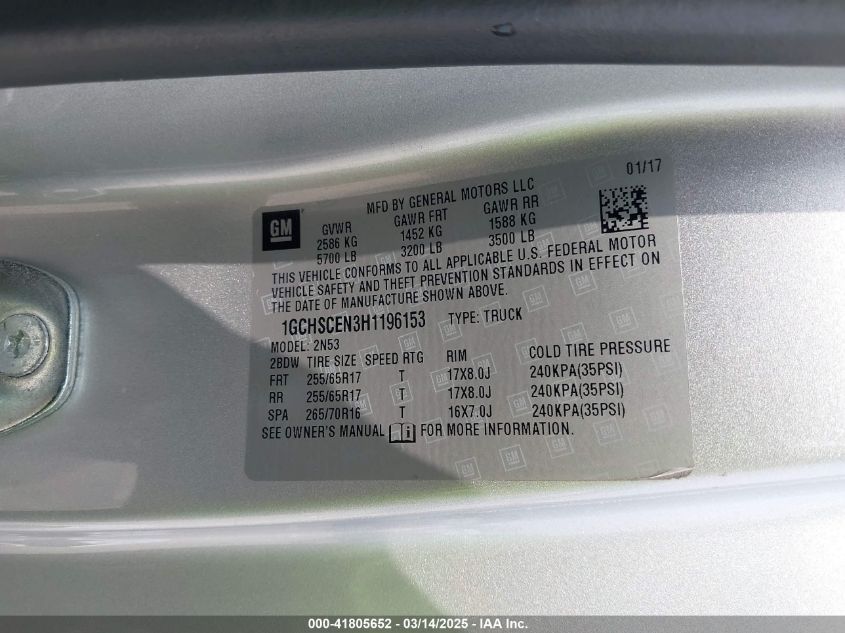 01/17
MFD BY GENERAL MOTORS LLC
GM
GVWR GAWR FRT GAWR RR
2586 KG 1452 KG 1588 KG
5700 LB 3200 LB 3500 LB
THIS VEHICLE CONFORMS TO ALL APPLICABLE U.S. FEDERAL MOTOR
VEHICLE SAFETY AND THEFT PREVENTION STANDARDS IN EFFECT ON
THE DATE OF MANUFACTURE SHOWN ABOVE.
1GCHSCEN3H1196153 TYPE: TRUCK
MODEL: 2N53
2BDW TIRE SIZE SPEED RTG RIM COLD TIRE PRESSURE
FRT 255/65R17 T 17X8.0J 240KPA(35PSI)
RR 255/65R17 T 17X8.0J 240KPA(35PSI)
SPA 265/70R16 T 16X7.0J 240KPA(35PSI)
SEE OWNER'S MANUAL FOR MORE INFORMATION.
000-41805652 - 03/14/2025 - IAA Inc.